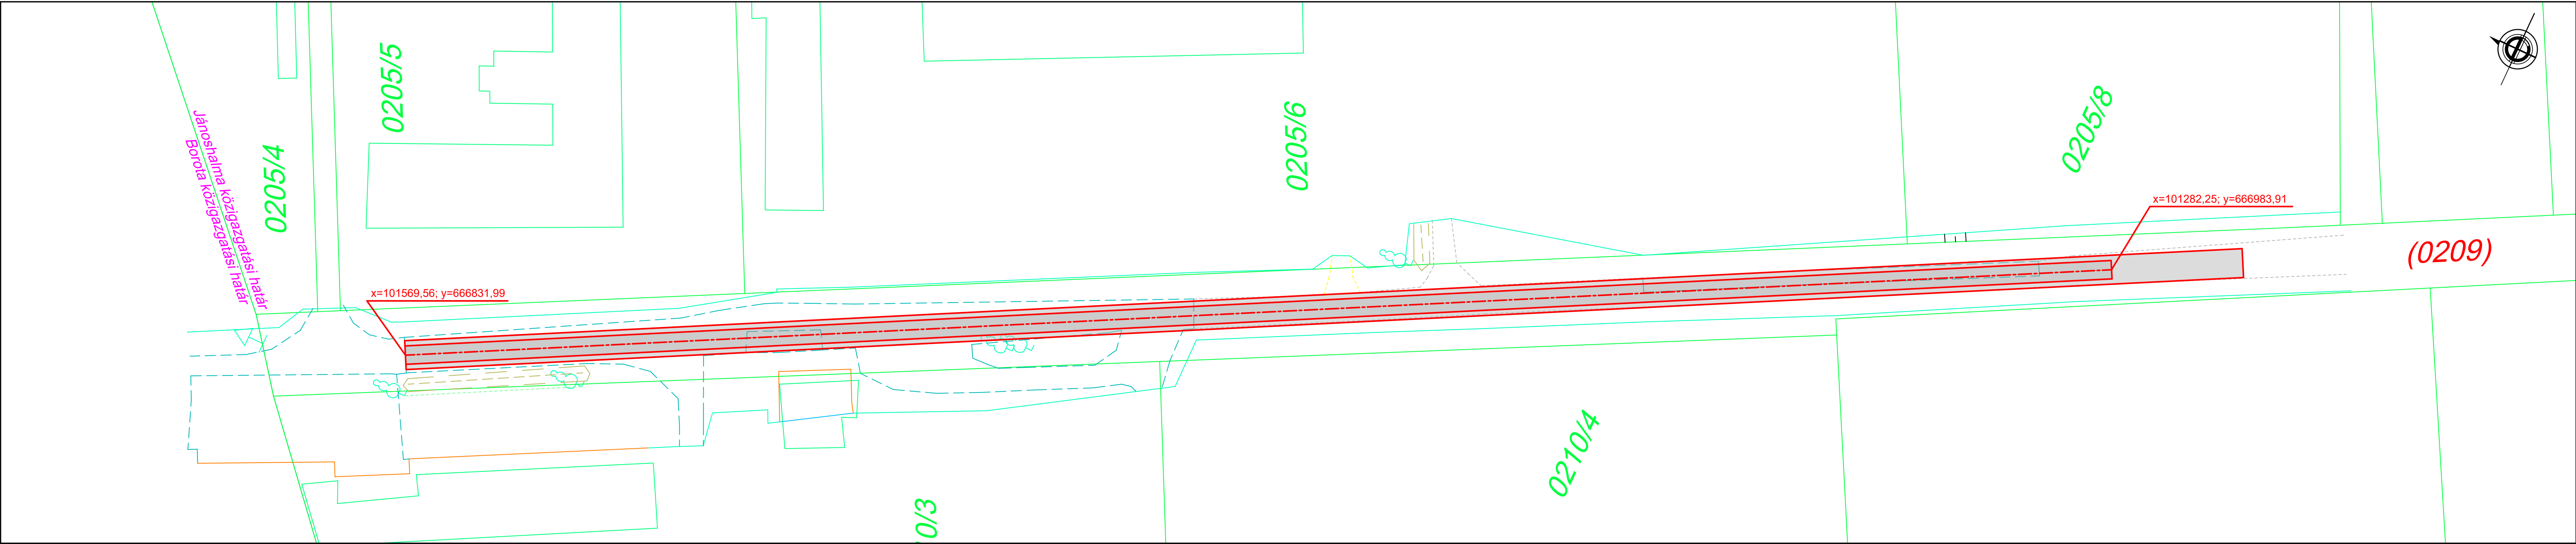 0205/5
Jánoshalma közigazgatási határ
Borota közigazgatási határ
0205/4
0205/6
0205/8
x=101282,25; y=666983,91
(0209)
x=101569,56; y=666831,99
0210/4
0/3